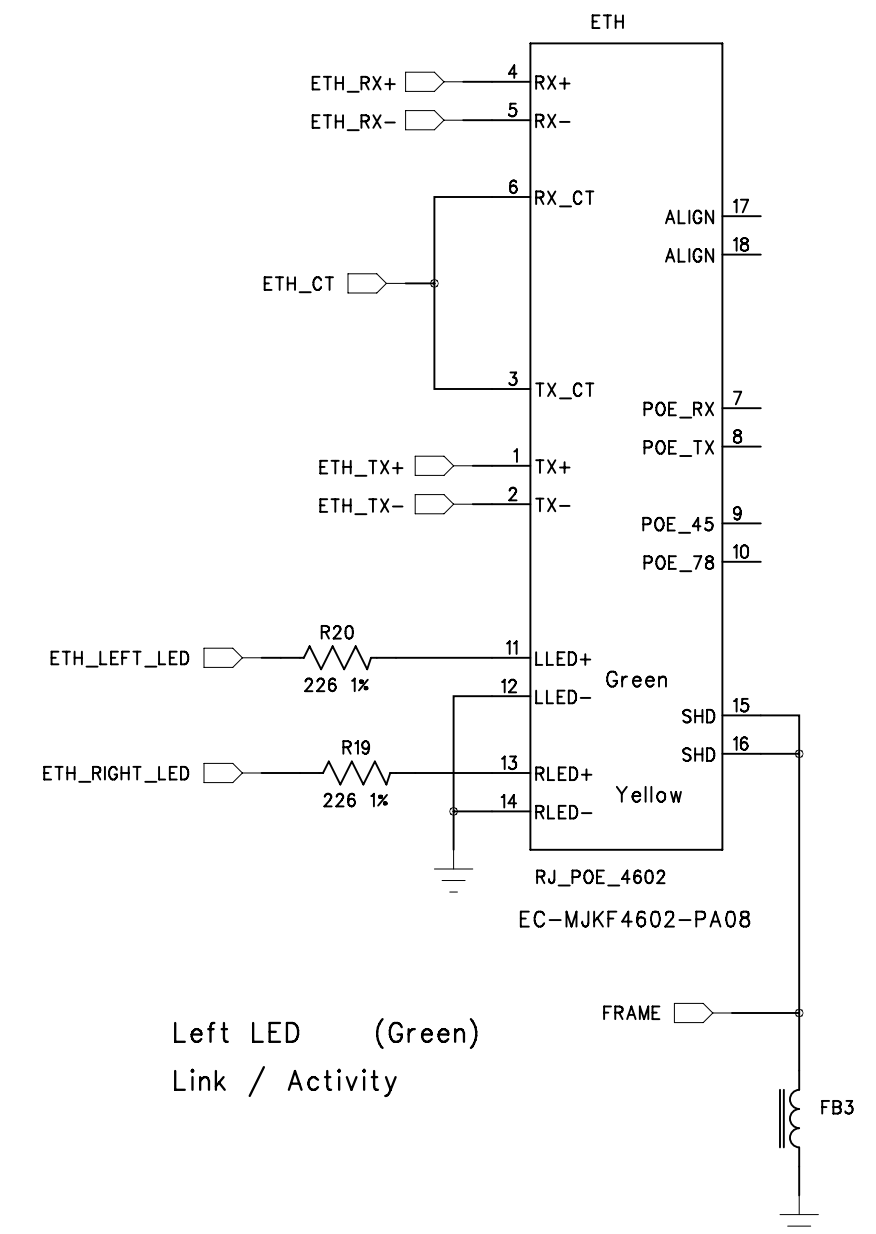 ETH
ETH_RX+ 4 RX+
ETH_RX- 5 RX-
6 RX_CT
ALIGN 17
ALIGN 18
ETH_CT
3 TX_CT
POE_RX 7
POE_TX 8
ETH_TX+ 1 TX+
ETH_TX- 2 TX-
POE_45 9
POE_78 10
R20
ETH_LEFT_LED 11 LLED+
226 1%
Green
12 LLED-
SHD 15
SHD 16
R19
ETH_RIGHT_LED 13 RLED+
226 1%
Yellow
14 RLED-
RJ_POE_4602
EC-MJKF4602-PA08
FRAME
Left LED (Green)
Link / Activity
FB3